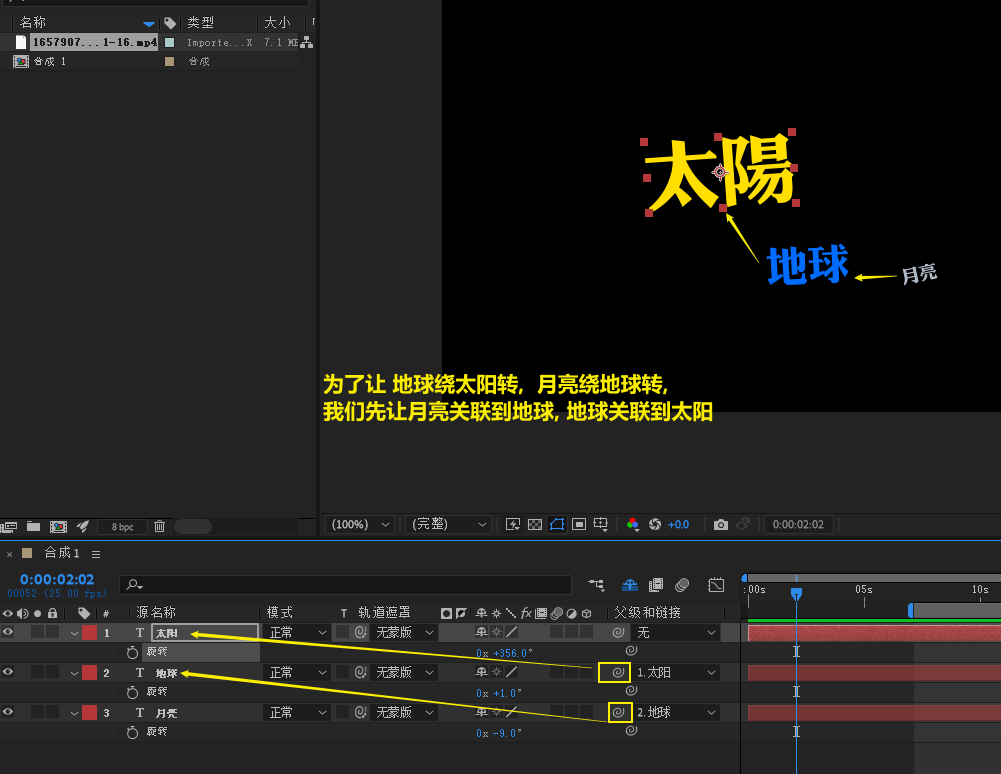 名称 类型 大小
1657907...1-16.mp4 Importe...X 7.1 ME
合成 1 合成
太陽
地球
月亮
为了让 地球绕太阳转, 月亮绕地球转,
我们先让月亮关联到地球, 地球关联到太阳
8 bpc
(100%) (完整) +0.0 0:00:02:02
× 合成 1
0:00:02:02
00052 (25.00 fps)
:00s 05s 10s
# 源名称 模式 T 轨道遮罩 fx 父级和链接
1 T 太阳 正常 无蒙版 无
旋转 0x +356.0°
2 T 地球 正常 无蒙版 1.太阳
旋转 0x +1.0°
3 T 月亮 正常 无蒙版 2.地球
旋转 0x -9.0°